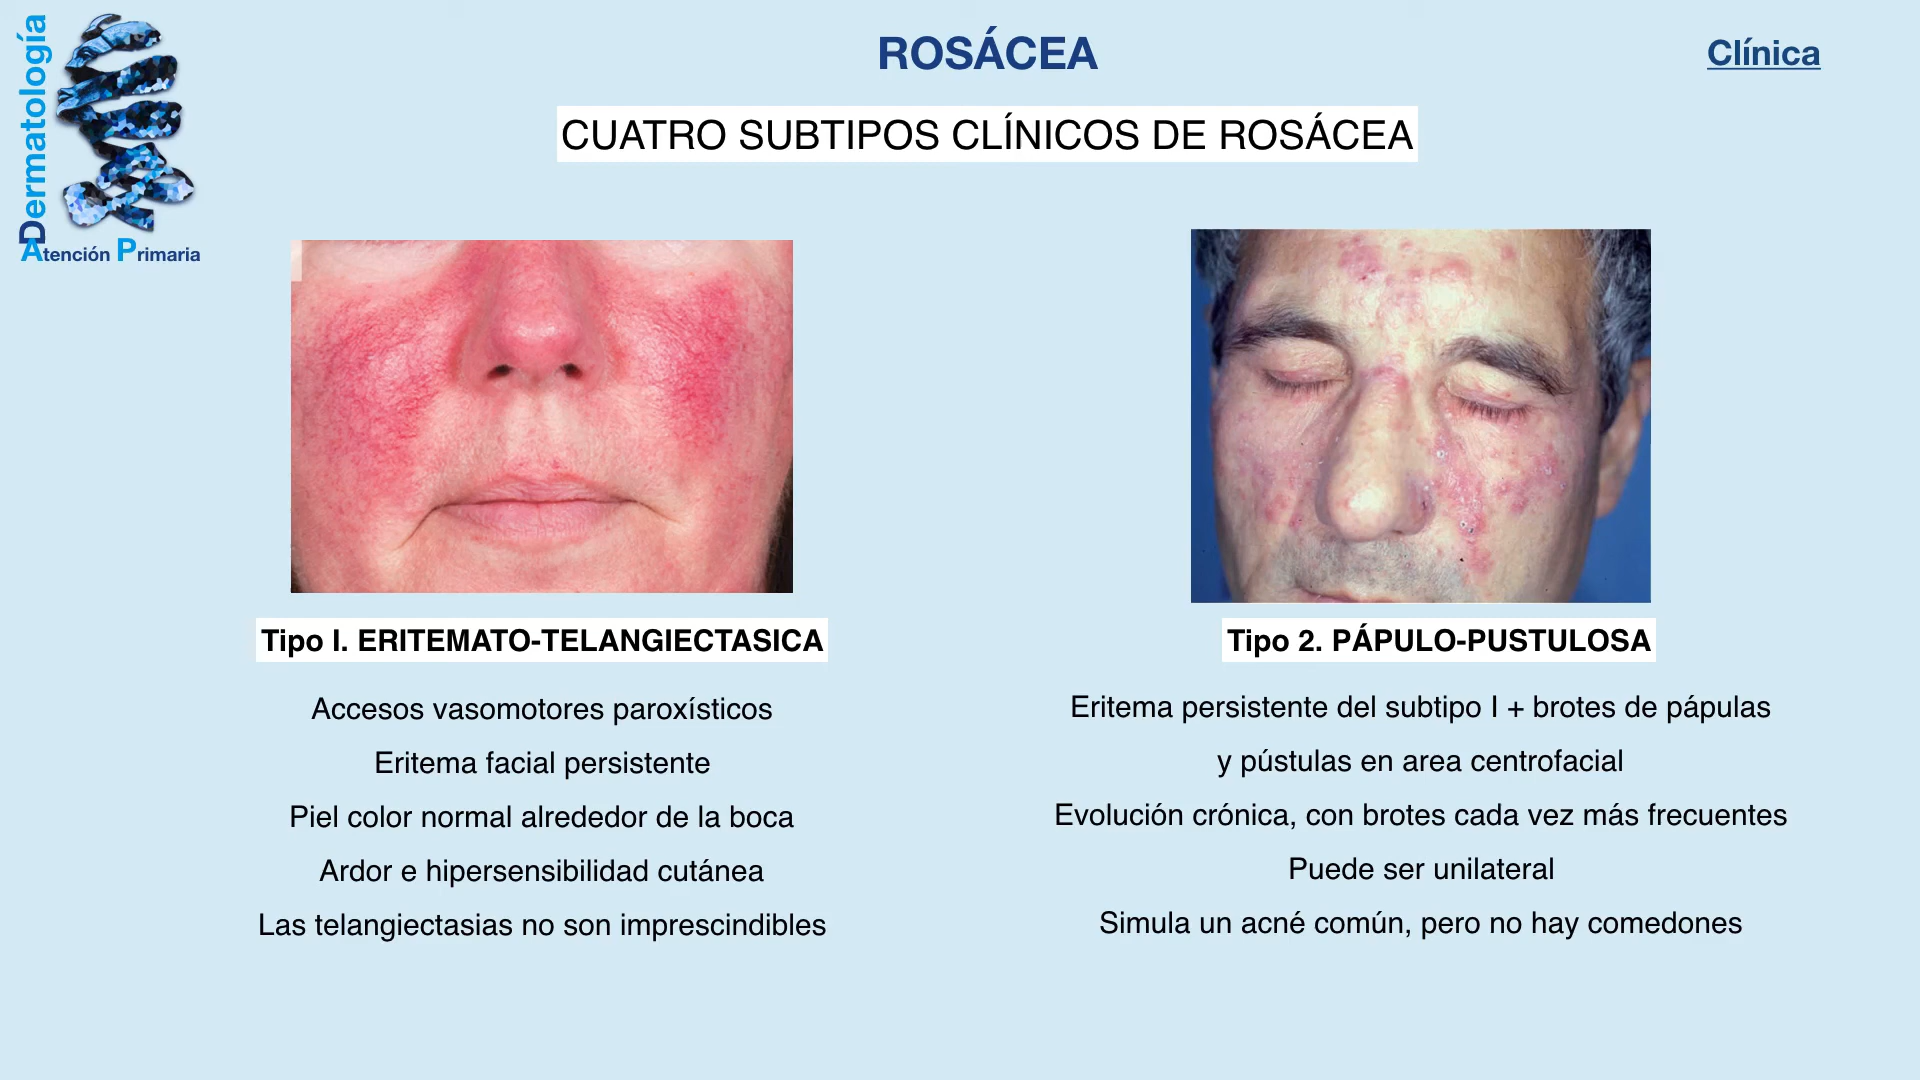 Dermatología
Atención Primaria
ROSÁCEA
Clínica
CUATRO SUBTIPOS CLÍNICOS DE ROSÁCEA
Tipo I. ERITEMATO-TELANGIECTASICA
Accesos vasomotores paroxísticos
Eritema facial persistente
Piel color normal alrededor de la boca
Ardor e hipersensibilidad cutánea
Las telangiectasias no son imprescindibles
Tipo 2. PÁPULO-PUSTULOSA
Eritema persistente del subtipo I + brotes de pápulas
y pústulas en area centrofacial
Evolución crónica, con brotes cada vez más frecuentes
Puede ser unilateral
Simula un acné común, pero no hay comedones